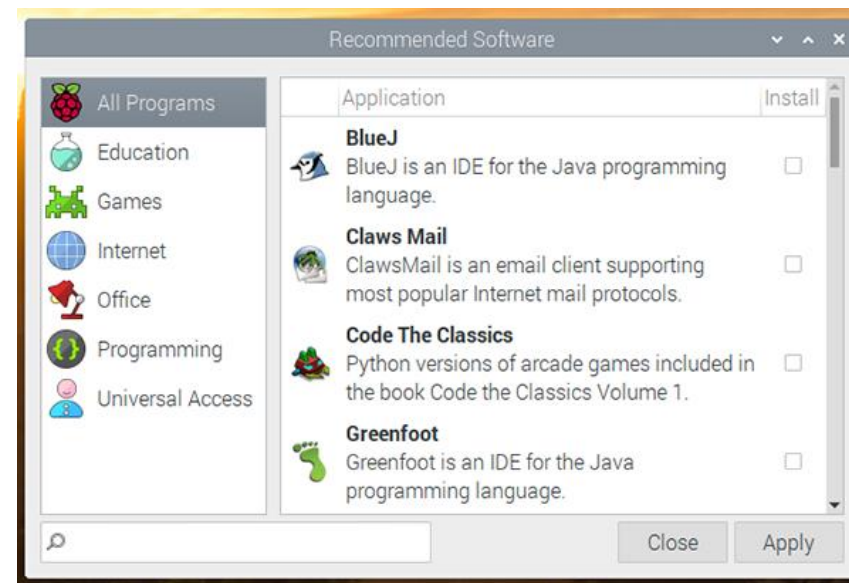 Recommended Software
All Programs
Education
Games
Internet
Office
Programming
Universal Access
Application
Install
BlueJ
BlueJ is an IDE for the Java programming
language.
Claws Mail
ClawsMail is an email client supporting
most popular Internet mail protocols.
Code The Classics
Python versions of arcade games included in
the book Code the Classics Volume 1.
Greenfoot
Greenfoot is an IDE for the Java
programming language.
Close
Apply